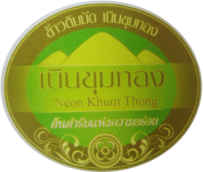 ข้าวต้มมัด เนินขุมทอง
เนินขุมทอง
Neon Khum Thong
ต้นตำรับแห่งความอร่อย